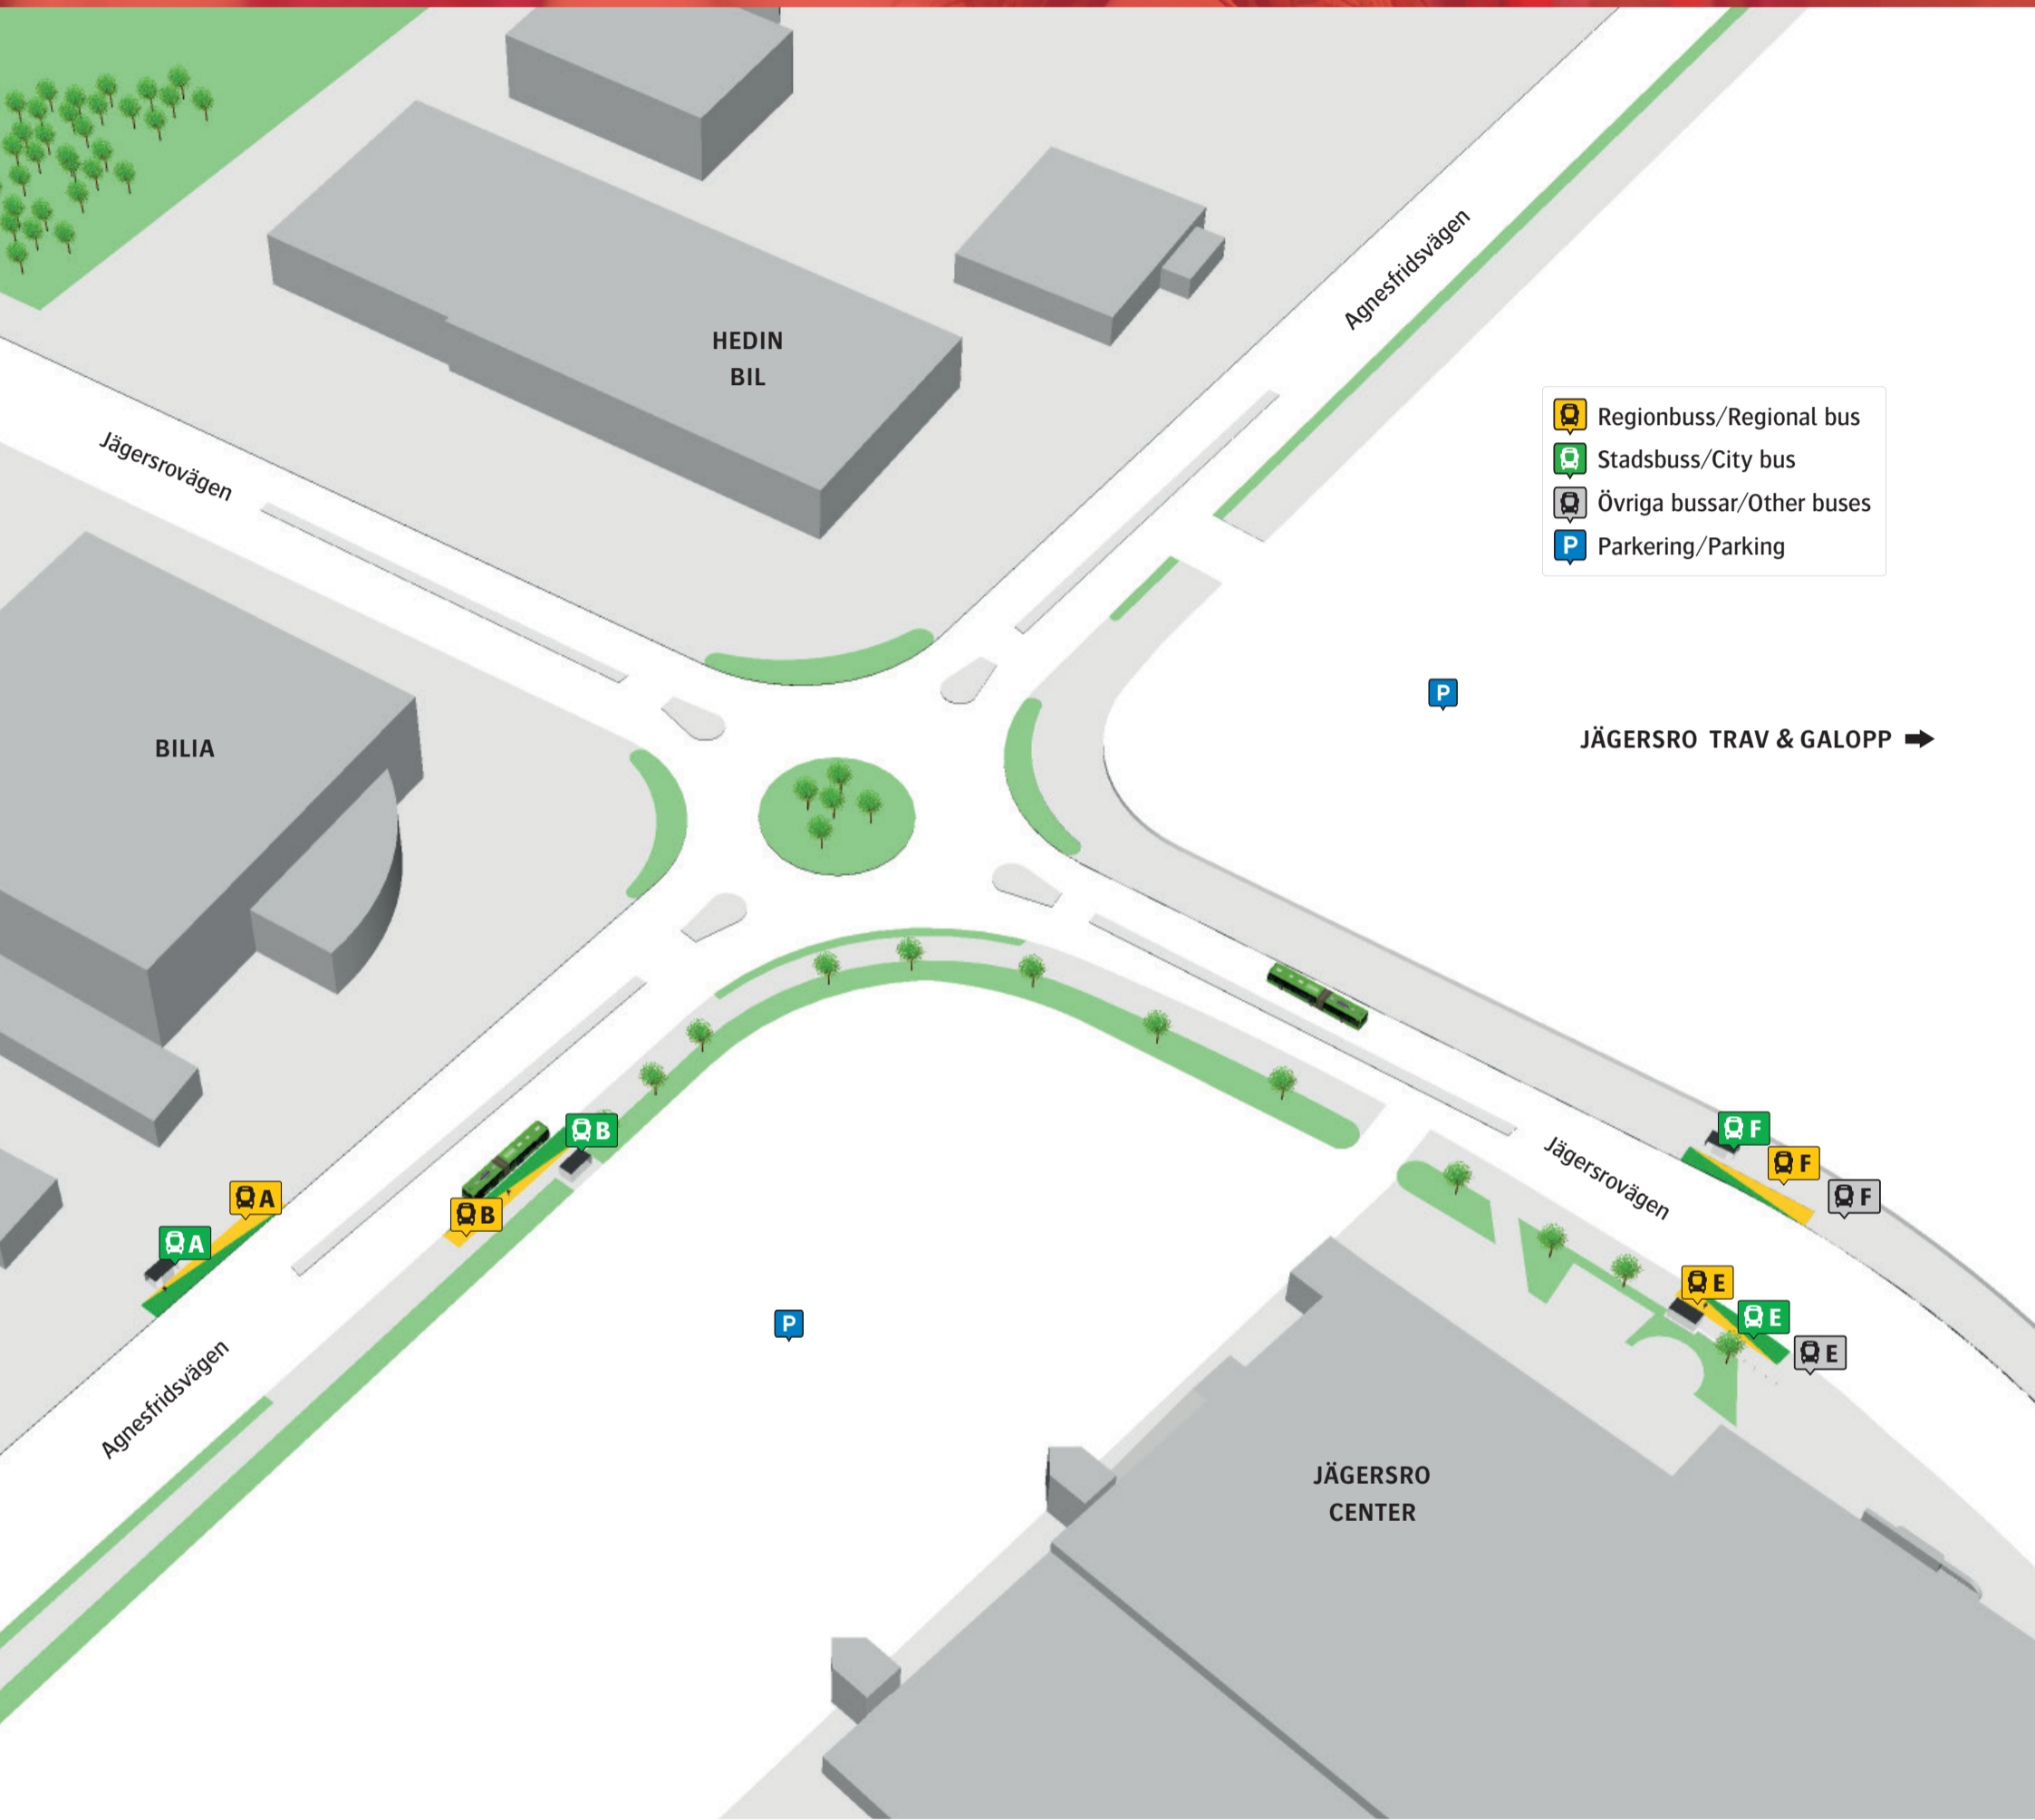 Agnesfridsvägen
HEDIN
BIL
Jägersrovägen
Regionbuss/Regional bus
Stadsbuss/City bus
Övriga bussar/Other buses
P Parkering/Parking
P
JÄGERSRO TRAV & GALOPP
BILIA
F
B
Jägersrovägen
F
A
F
B
A
E
E
P
E
Agnesfridsvägen
JÄGERSRO
CENTER